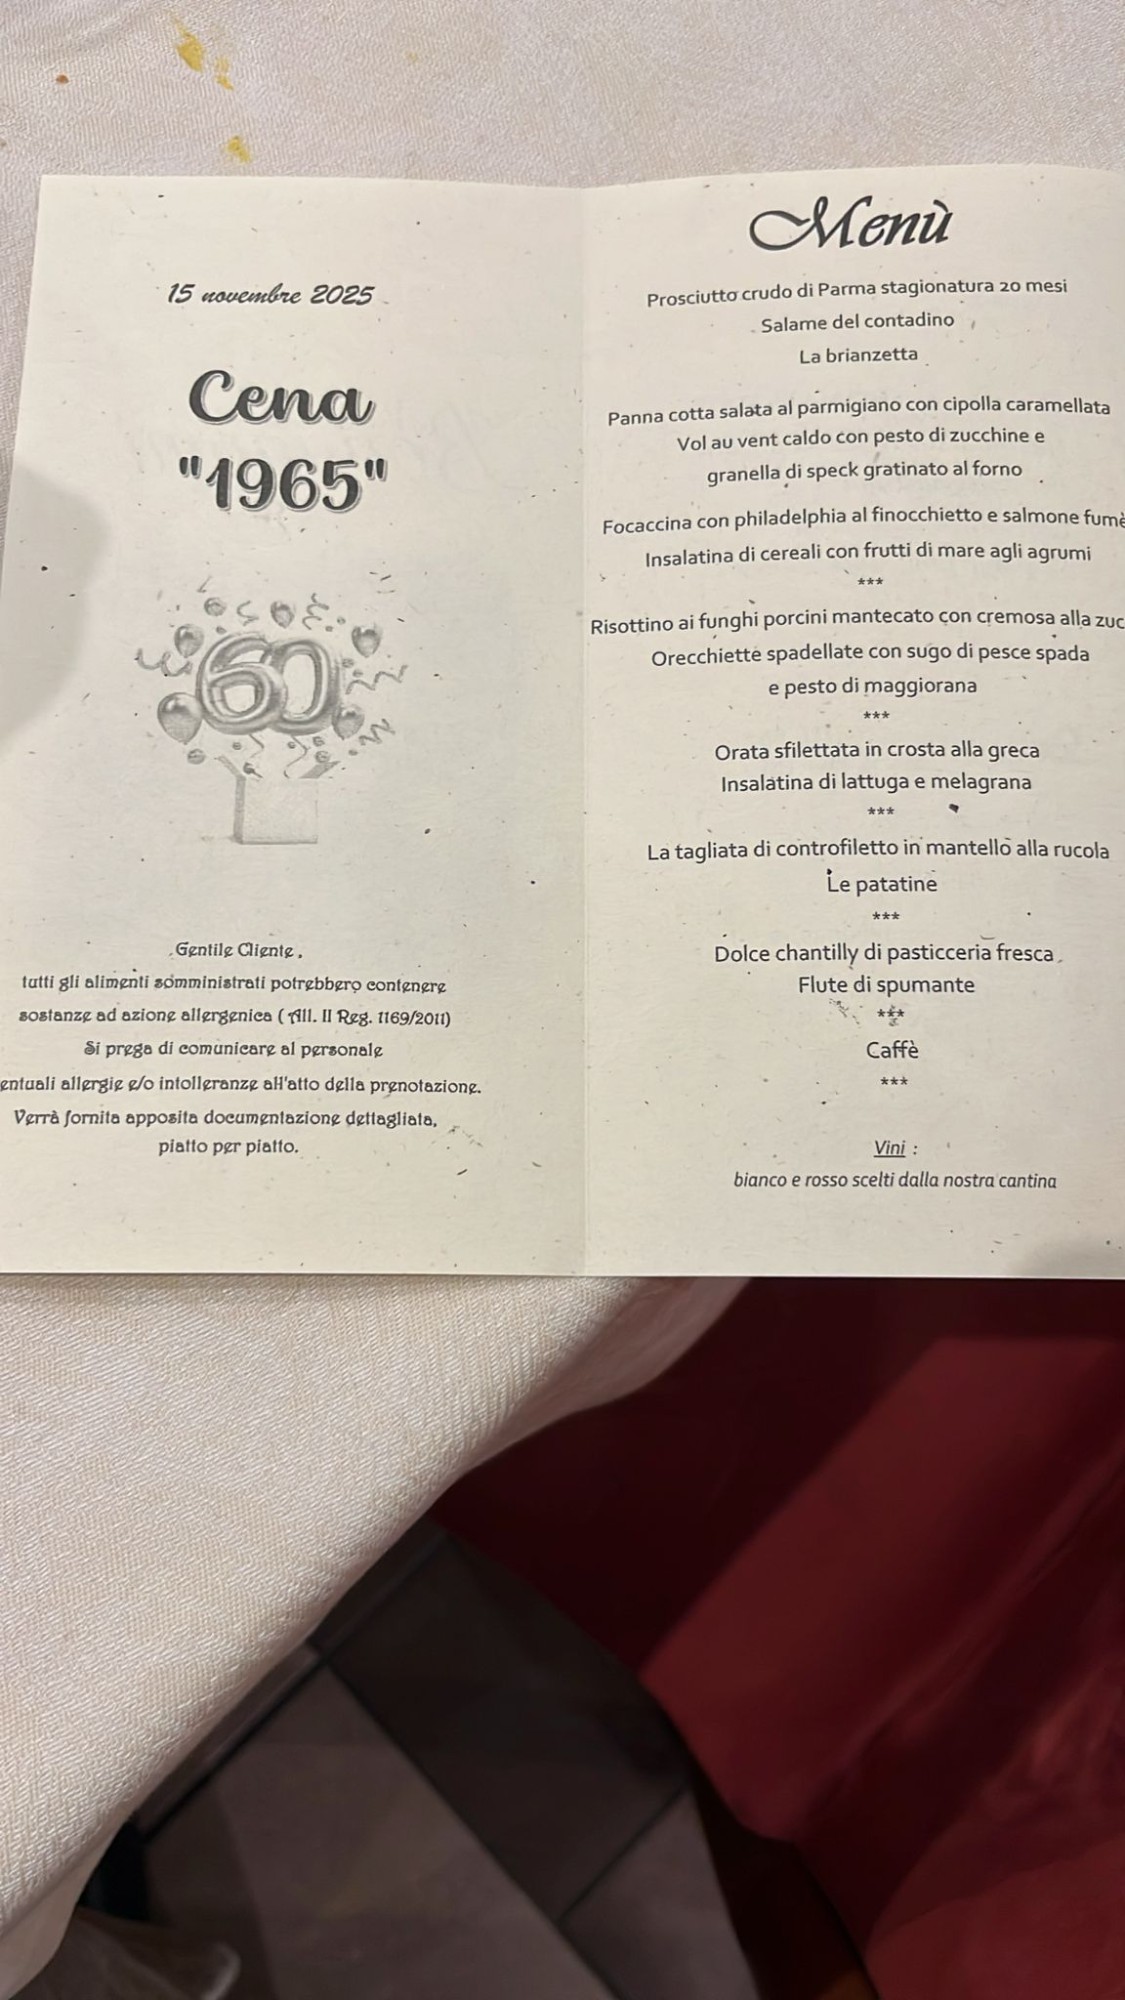 15 novembre 2025
Cena
"1965"
60
Gentile Cliente,
tutti gli alimenti somministrati potrebbero contenere
sostanze ad azione allergenica ( All. II Reg. 1169/2011)
Si prega di comunicare al personale
entuali allergie e/o intolleranze all'atto della prenotazione.
Verrà fornita apposita documentazione dettagliata,
piatto per piatto.
Menù
Prosciutto crudo di Parma stagionatura 20 mesi
Salame del contadino
La brianzetta
Panna cotta salata al parmigiano con cipolla caramellata
Vol au vent caldo con pesto di zucchine e
granella di speck gratinato al forno
Focaccina con philadelphia al finocchietto e salmone fumè
Insalatina di cereali con frutti di mare agli agrumi
***
Risottino ai funghi porcini mantecato con cremosa alla zuc
Orecchiette spadellate con sugo di pesce spada
e pesto di maggiorana
***
Orata sfilettata in crosta alla greca
Insalatina di lattuga e melagrana
***
La tagliata di controfiletto in mantello alla rucola
Le patatine
***
Dolce chantilly di pasticceria fresca
Flute di spumante
***
Caffè
***
Vini :
bianco e rosso scelti dalla nostra cantina